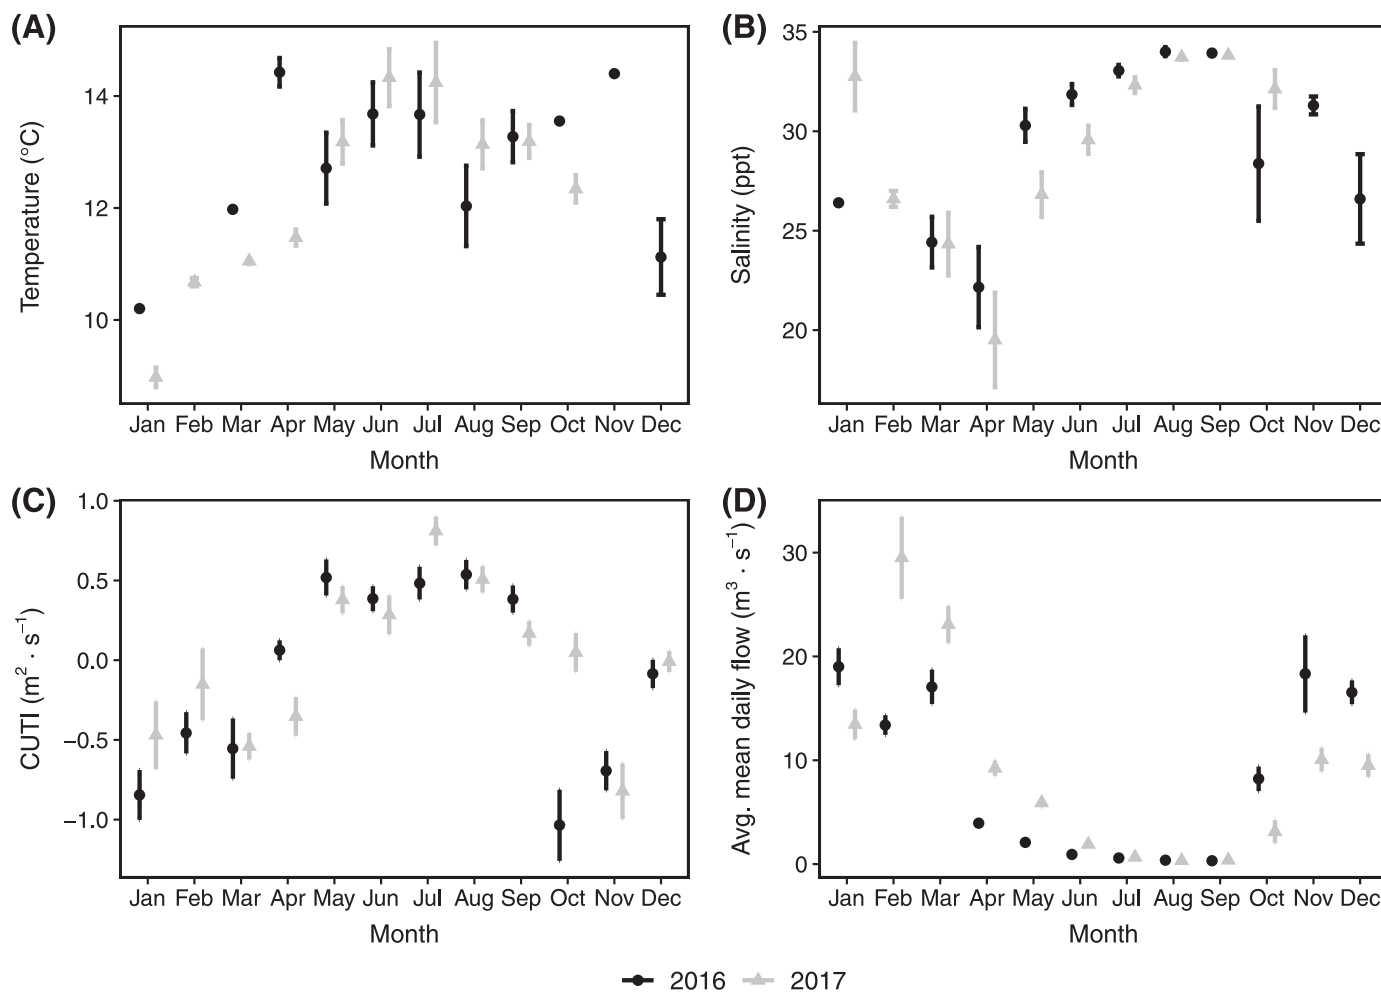 (A)
Temperature (°C)
14
12
10
Jan Feb Mar Apr May Jun Jul Aug Sep Oct Nov Dec
Month
(B)
Salinity (ppt)
35
30
25
20
Jan Feb Mar Apr May Jun Jul Aug Sep Oct Nov Dec
Month
(C)
CUTI (m² · s⁻¹)
1.0
0.5
0.0
−0.5
−1.0
Jan Feb Mar Apr May Jun Jul Aug Sep Oct Nov Dec
Month
(D)
Avg. mean daily flow (m³ · s⁻¹)
30
20
10
0
Jan Feb Mar Apr May Jun Jul Aug Sep Oct Nov Dec
Month
2016 2017